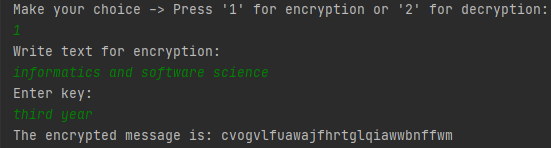 Make your choice -> Press '1' for encryption or '2' for decryption:
1
Write text for encryption:
informatics and software science
Enter key:
third year
The encrypted message is: cvogvlfuawajfhrtglqiawwbnffwm